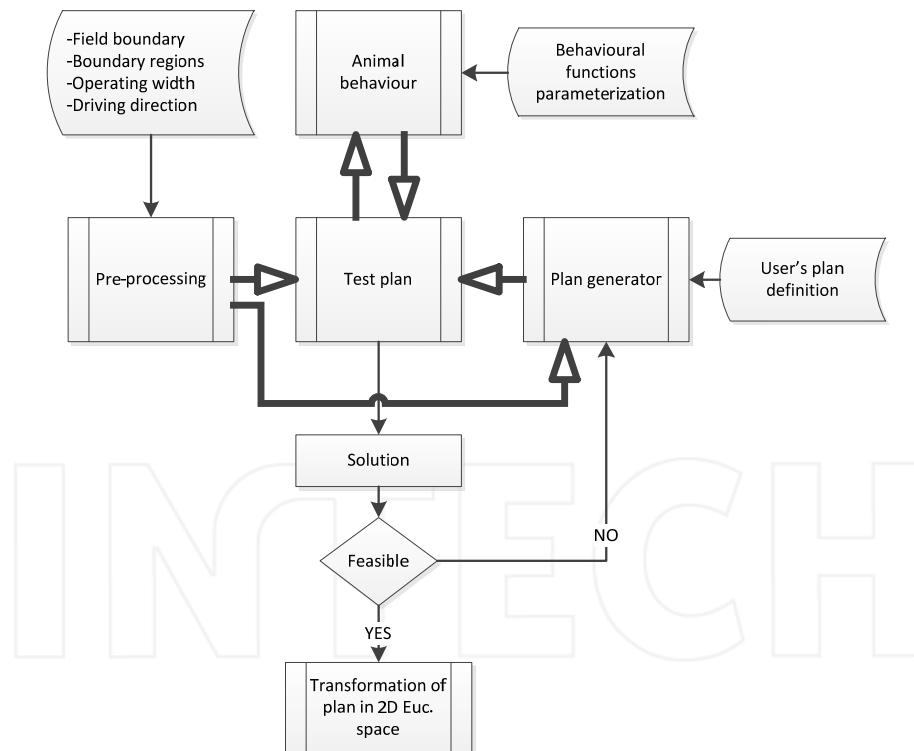 -Field boundary
-Boundary regions
-Operating width
-Driving direction
Animal
behaviour
Behavioural
functions
parameterization
Pre-processing
Test plan
Plan generator
User's plan
definition
Solution
Feasible
NO
YES
Transformation of
plan in 2D Euc.
space
INTECH